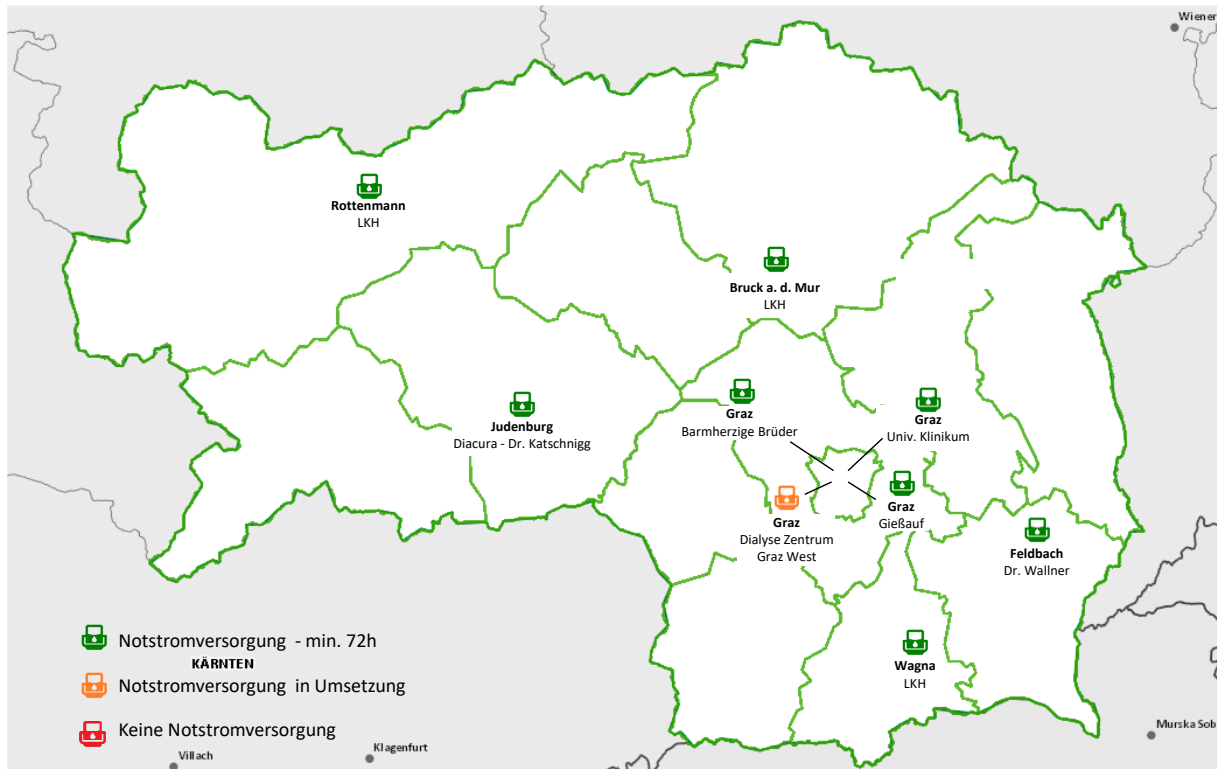 Wiener
Rottenmann
LKH
Bruck a. d. Mur
LKH
Graz
Barmherzige Brüder
Graz
Univ. Klinikum
Judenburg
Diacura - Dr. Katschnigg
Graz
Gießauf
Graz
Dialyse Zentrum
Graz West
Feldbach
Dr. Wallner
Wagna
LKH
Notstromversorgung - min. 72h
KÄRNTEN
Notstromversorgung in Umsetzung
Keine Notstromversorgung
Villach
Klagenfurt
Murska Sob